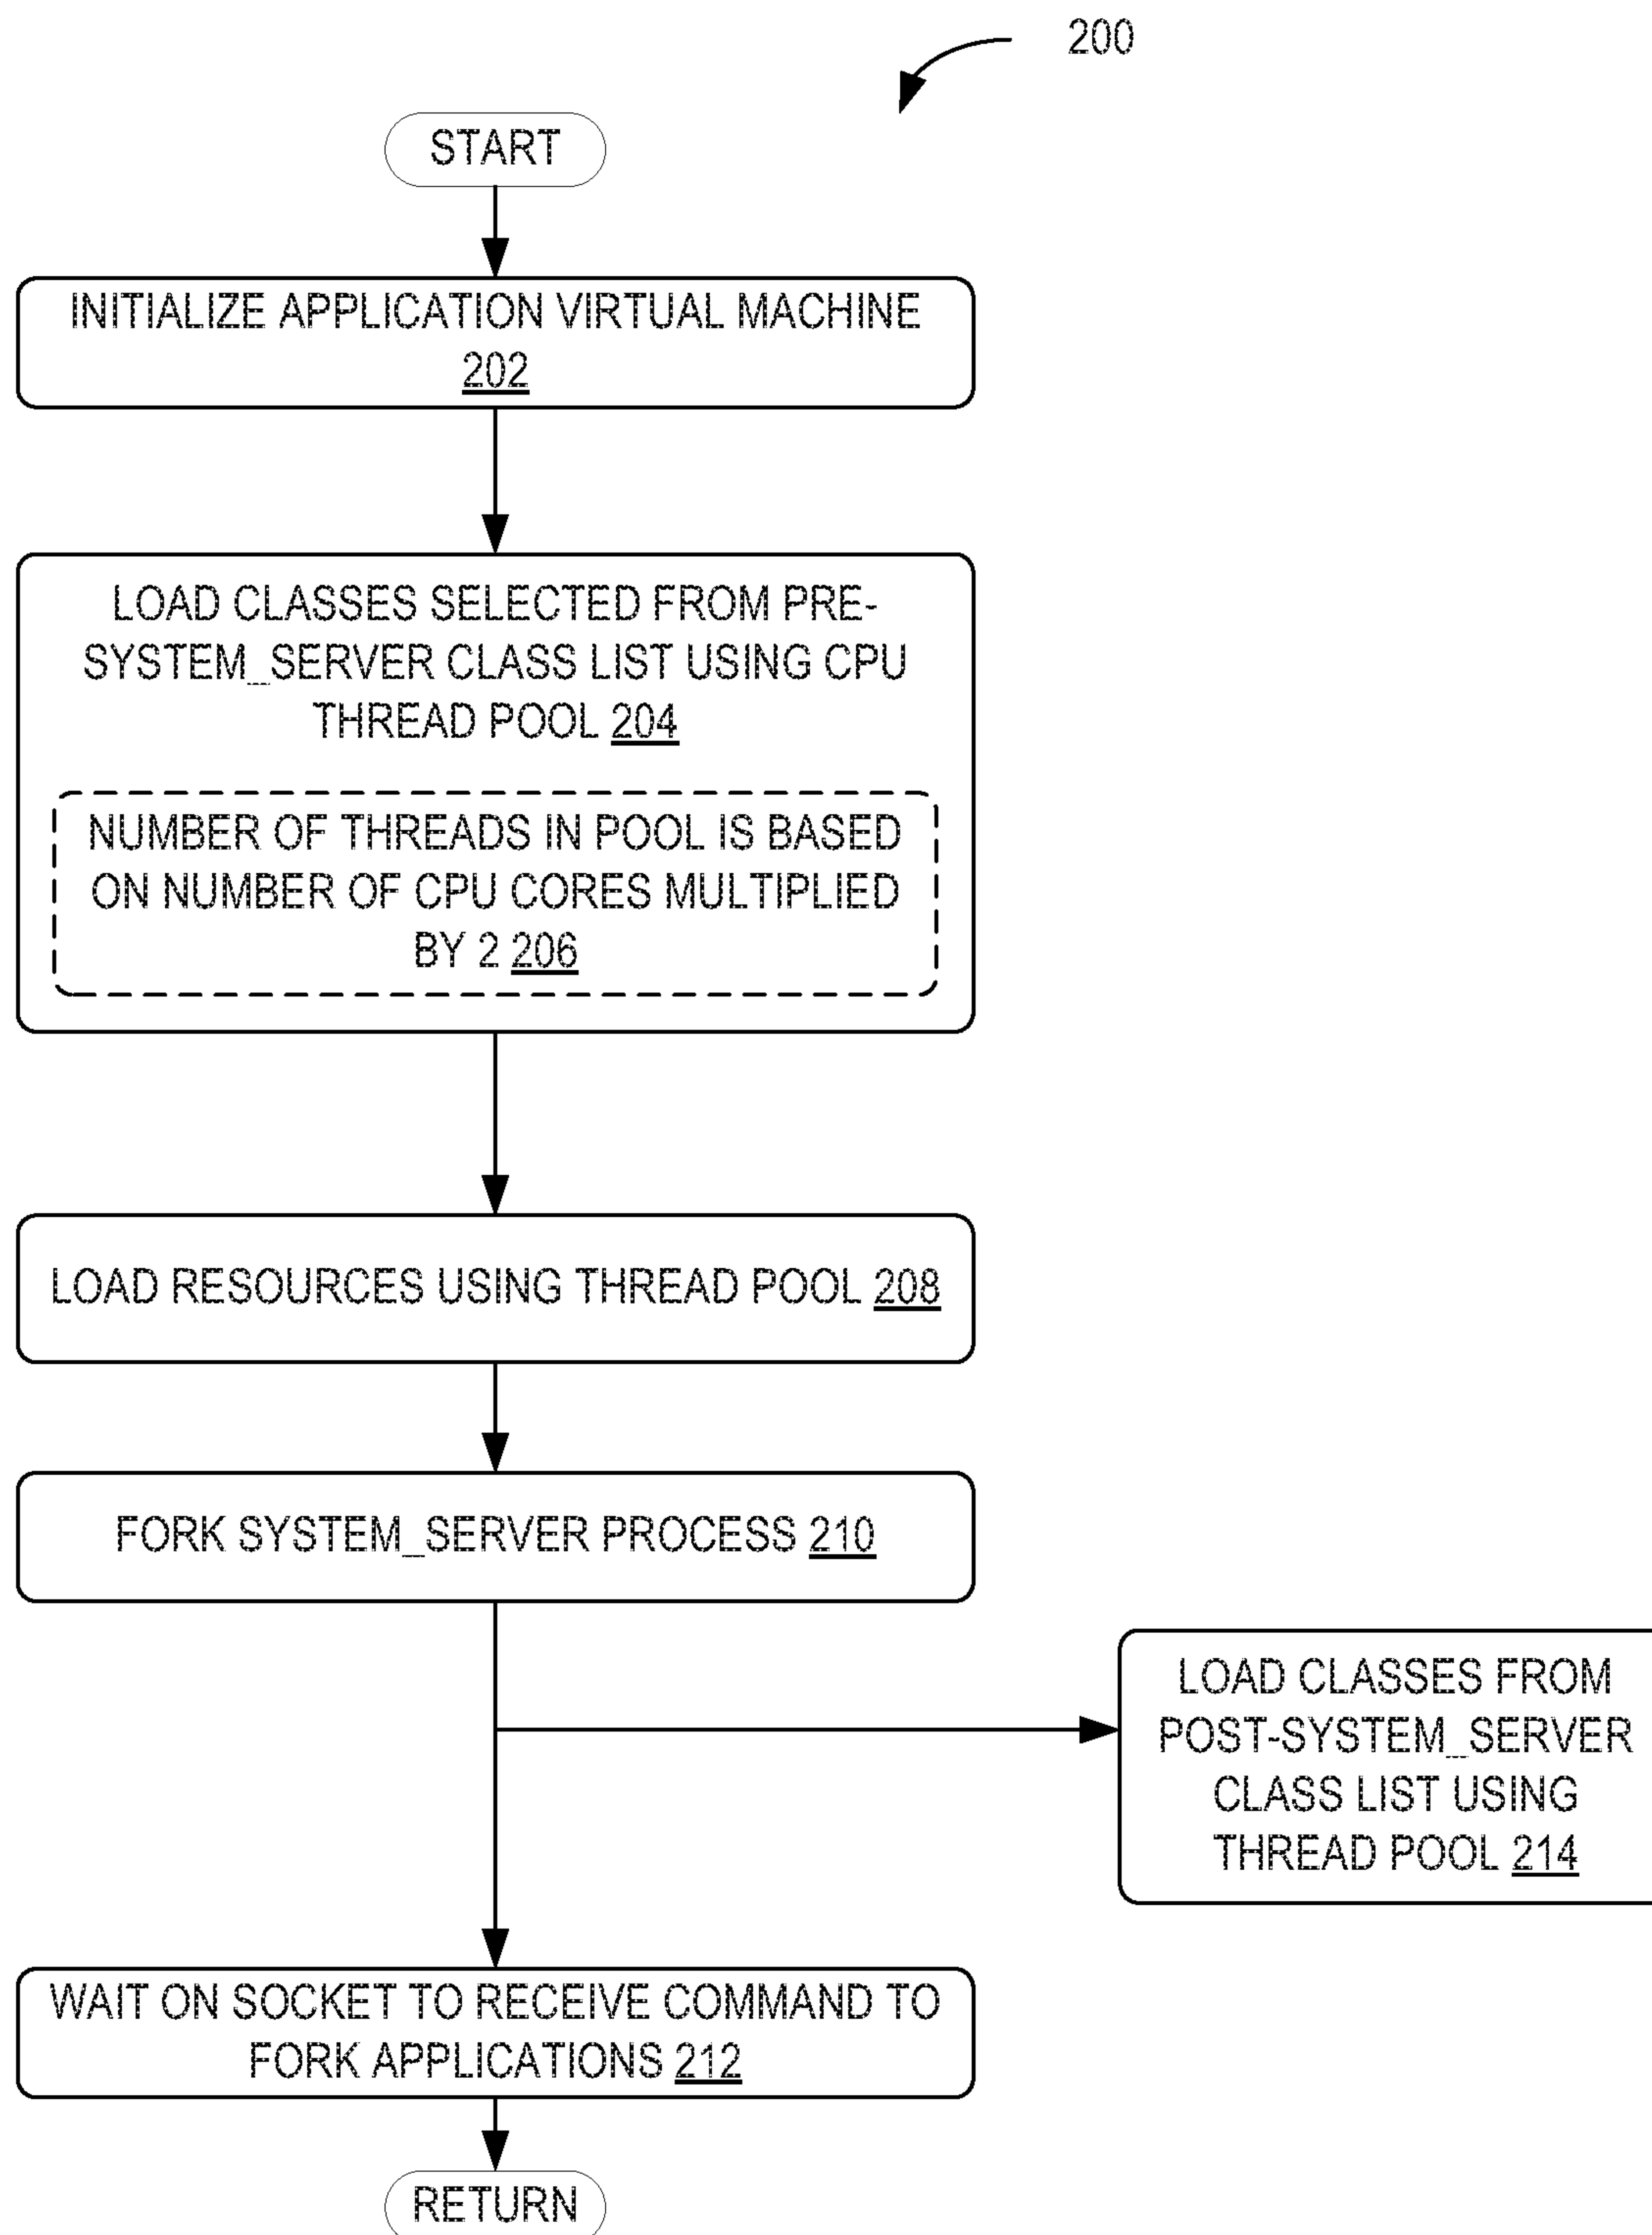 200
START
INITIALIZE APPLICATION VIRTUAL MACHINE
202
LOAD CLASSES SELECTED FROM PRE-
SYSTEM_SERVER CLASS LIST USING CPU
THREAD POOL 204
NUMBER OF THREADS IN POOL IS BASED
ON NUMBER OF CPU CORES MULTIPLIED
BY 2 206
LOAD RESOURCES USING THREAD POOL 208
FORK SYSTEM_SERVER PROCESS 210
LOAD CLASSES FROM
POST-SYSTEM_SERVER
CLASS LIST USING
THREAD POOL 214
WAIT ON SOCKET TO RECEIVE COMMAND TO
FORK APPLICATIONS 212
RETURN